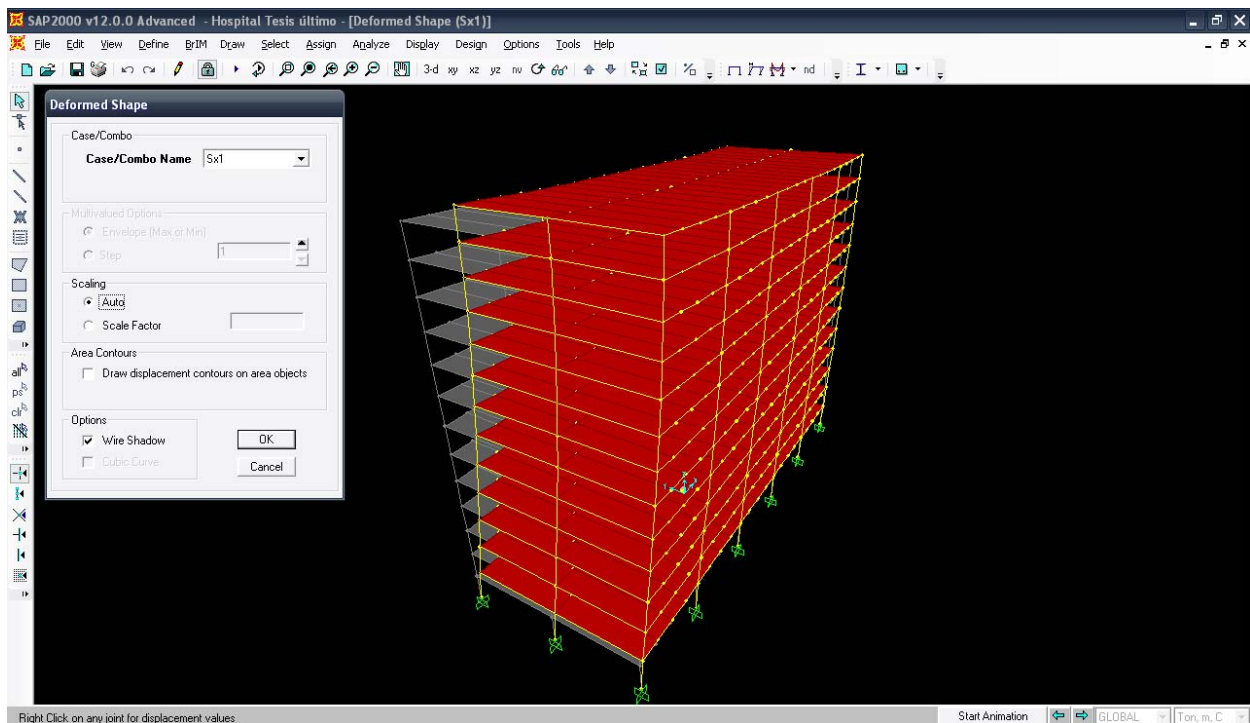 SAP2000 v12.0.0 Advanced - Hospital Tesis último - [Deformed Shape (Sx1)]
File Edit View Define BrIM Draw Select Assign Analyze Display Design Options Tools Help
3-d xy xz yz nv nd
Deformed Shape
Case/Combo
Case/Combo Name Sx1
Multivalued Options
Envelope (Max or Min)
Step 1
Scaling
Auto
Scale Factor
Area Contours
Draw displacement contours on area objects
Options
Wire Shadow
Cubic Curve
OK
Cancel
all
ps
clr
Right Click on any joint for displacement values
Start Animation
GLOBAL
Ton, m, C